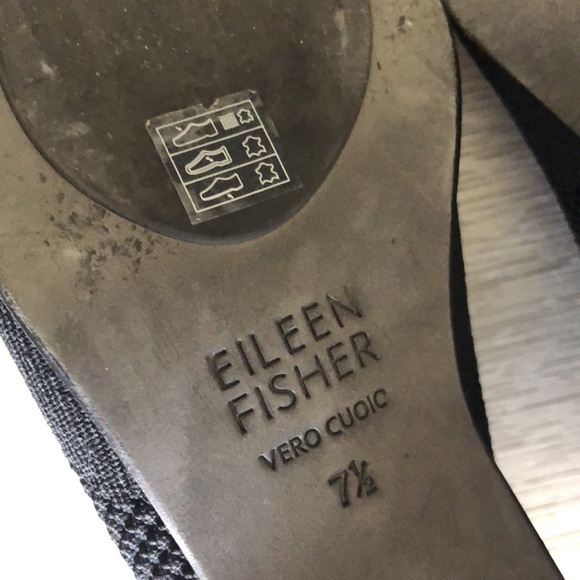 EILEEN
FISHER
VERO CUOIO
7½